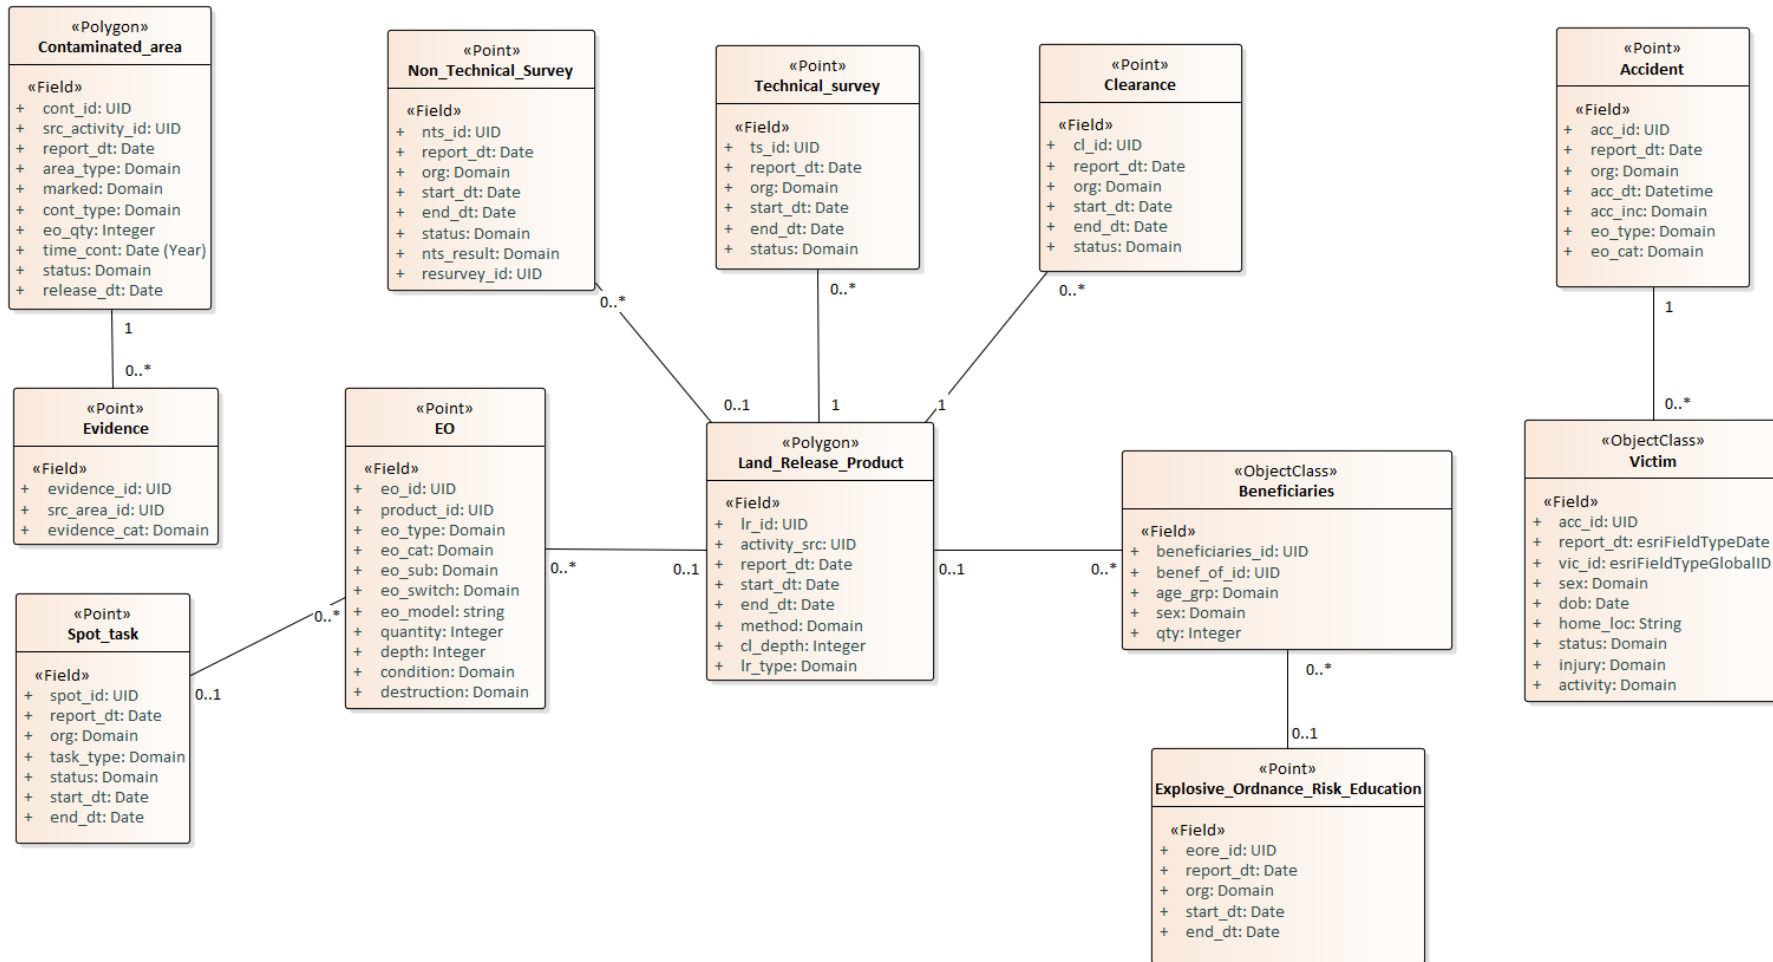 «Polygon»
Contaminated_area
«Field»
+ cont_id: UID
+ src_activity_id: UID
+ report_dt: Date
+ area_type: Domain
+ marked: Domain
+ cont_type: Domain
+ eo_qty: Integer
+ time_cont: Date (Year)
+ status: Domain
+ release_dt: Date
1
0..*
«Point»
Evidence
«Field»
+ evidence_id: UID
+ src_area_id: UID
+ evidence_cat: Domain
«Point»
Spot_task
«Field»
+ spot_id: UID
+ report_dt: Date
+ org: Domain
+ task_type: Domain
+ status: Domain
+ start_dt: Date
+ end_dt: Date
0..1
0..*
«Point»
Non_Technical_Survey
«Field»
+ nts_id: UID
+ report_dt: Date
+ org: Domain
+ start_dt: Date
+ end_dt: Date
+ status: Domain
+ nts_result: Domain
+ resurvey_id: UID
0..*
0..1
«Point»
Technical_survey
«Field»
+ ts_id: UID
+ report_dt: Date
+ org: Domain
+ start_dt: Date
+ end_dt: Date
+ status: Domain
0..*
1
«Point»
Clearance
«Field»
+ cl_id: UID
+ report_dt: Date
+ org: Domain
+ start_dt: Date
+ end_dt: Date
+ status: Domain
0..*
1
«Point»
EO
«Field»
+ eo_id: UID
+ product_id: UID
+ eo_type: Domain
+ eo_cat: Domain
+ eo_sub: Domain
+ eo_switch: Domain
+ eo_model: string
+ quantity: Integer
+ depth: Integer
+ condition: Domain
+ destruction: Domain
0..*
0..1
«Polygon»
Land_Release_Product
«Field»
+ lr_id: UID
+ activity_src: UID
+ report_dt: Date
+ start_dt: Date
+ end_dt: Date
+ method: Domain
+ cl_depth: Integer
+ lr_type: Domain
0..1
0..*
«ObjectClass»
Beneficiaries
«Field»
+ beneficiaries_id: UID
+ benef_of_id: UID
+ age_grp: Domain
+ sex: Domain
+ qty: Integer
0..*
0..1
«Point»
Explosive_Ordnance_Risk_Education
«Field»
+ eore_id: UID
+ report_dt: Date
+ org: Domain
+ start_dt: Date
+ end_dt: Date
«Point»
Accident
«Field»
+ acc_id: UID
+ report_dt: Date
+ org: Domain
+ acc_dt: Datetime
+ acc_inc: Domain
+ eo_type: Domain
+ eo_cat: Domain
1
0..*
«ObjectClass»
Victim
«Field»
+ acc_id: UID
+ report_dt: esriFieldTypeDate
+ vic_id: esriFieldTypeGlobalID
+ sex: Domain
+ dob: Date
+ home_loc: String
+ status: Domain
+ injury: Domain
+ activity: Domain